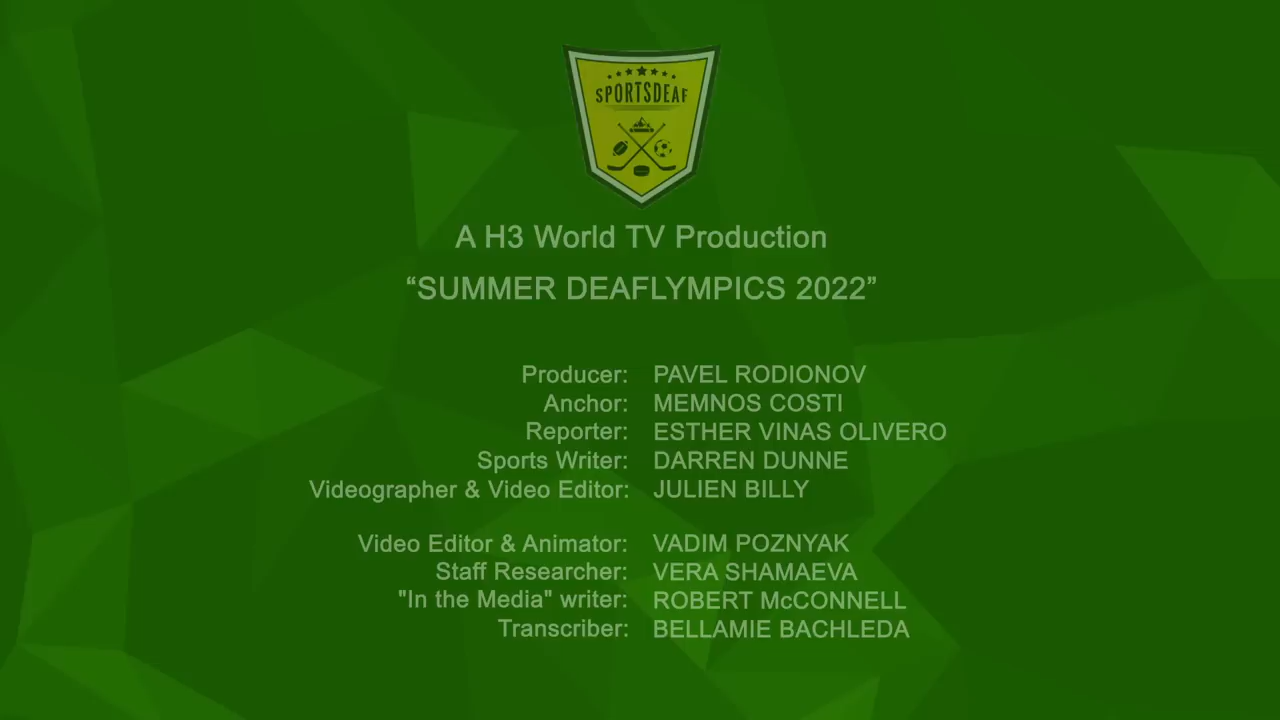 SPORTSDEAF
A H3 World TV Production
“SUMMER DEAFLYMPICS 2022”
Producer: PAVEL RODIONOV
Anchor: MEMNOS COSTI
Reporter: ESTHER VINAS OLIVERO
Sports Writer: DARREN DUNNE
Videographer & Video Editor: JULIEN BILLY
Video Editor & Animator: VADIM POZNYAK
Staff Researcher: VERA SHAMAEVA
"In the Media" writer: ROBERT McCONNELL
Transcriber: BELLAMIE BACHLEDA